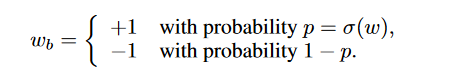 w_b = { +1 with probability p = σ(w),
−1 with probability 1 − p.